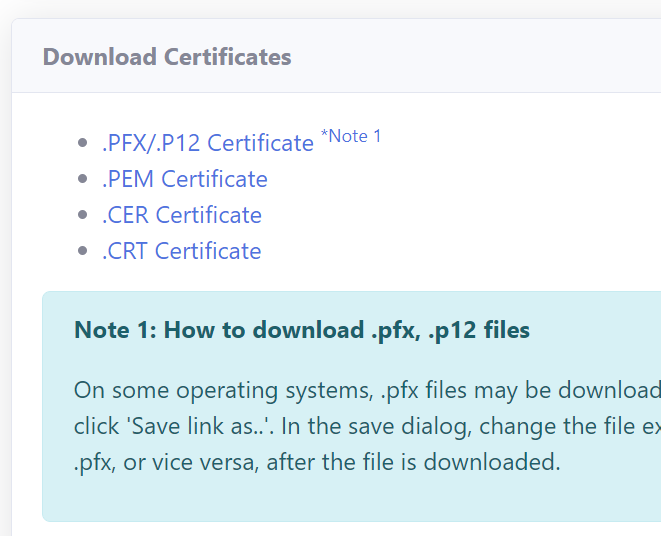 Download Certificates
.PFX/.P12 Certificate *Note 1
.PEM Certificate
.CER Certificate
.CRT Certificate
Note 1: How to download .pfx, .p12 files
On some operating systems, .pfx files may be download
click 'Save link as..'. In the save dialog, change the file ex
.pfx, or vice versa, after the file is downloaded.